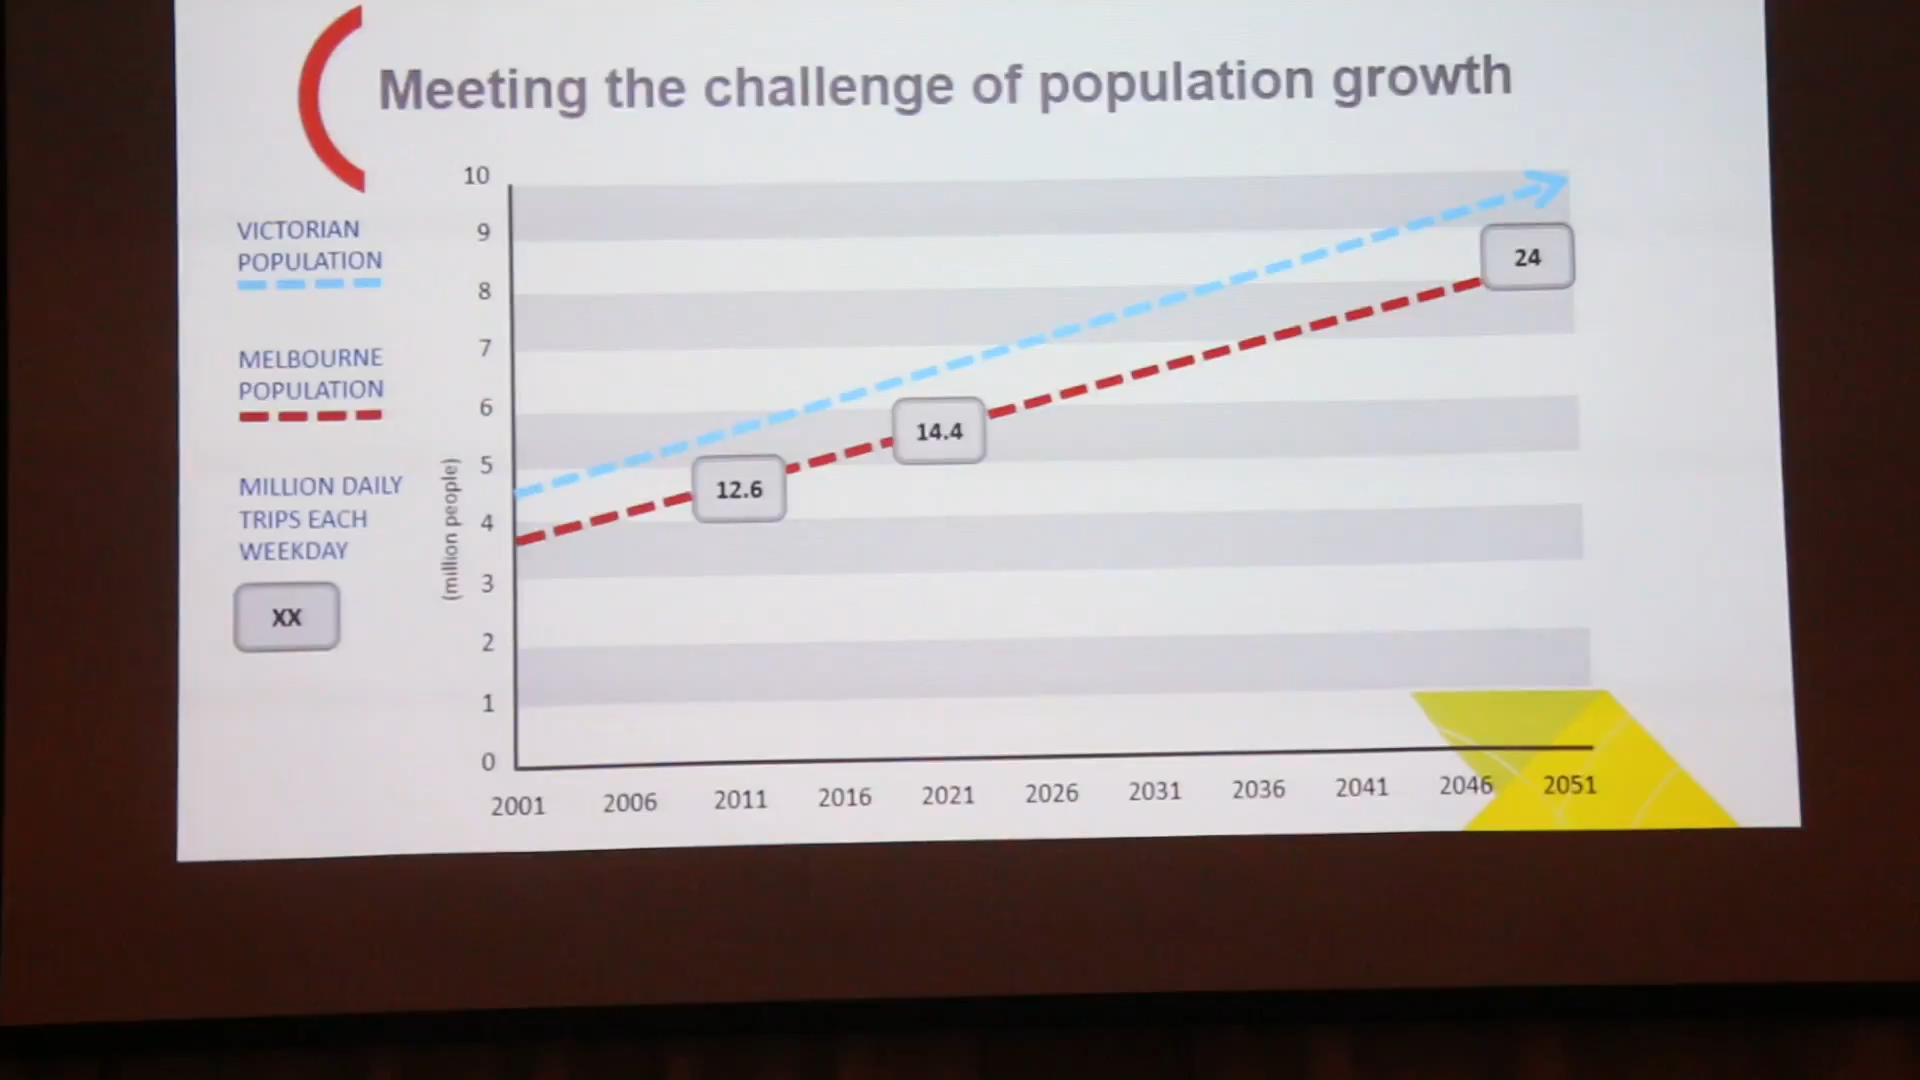 Meeting the challenge of population growth
VICTORIAN
POPULATION
MELBOURNE
POPULATION
MILLION DAILY
TRIPS EACH
WEEKDAY
XX
(million people)
10
9
8
7
6
5
4
3
2
1
0
12.6
14.4
24
2001 2006 2011 2016 2021 2026 2031 2036 2041 2046 2051